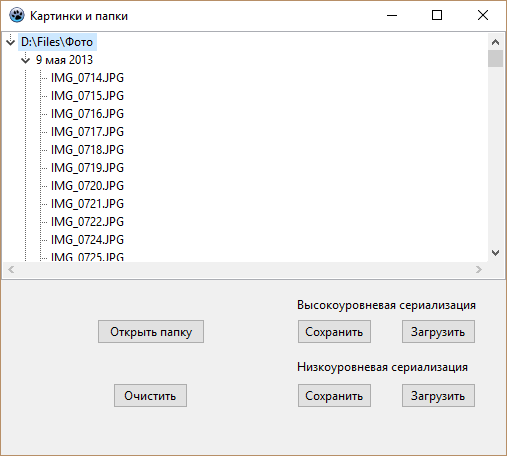 Картинки и папки
D:\Files\Фото
9 мая 2013
IMG_0714.JPG
IMG_0715.JPG
IMG_0716.JPG
IMG_0717.JPG
IMG_0718.JPG
IMG_0719.JPG
IMG_0720.JPG
IMG_0721.JPG
IMG_0722.JPG
IMG_0724.JPG
IMG_0725.JPG
Высокоуровневая сериализация
Открыть папку Сохранить Загрузить
Низкоуровневая сериализация
Очистить Сохранить Загрузить